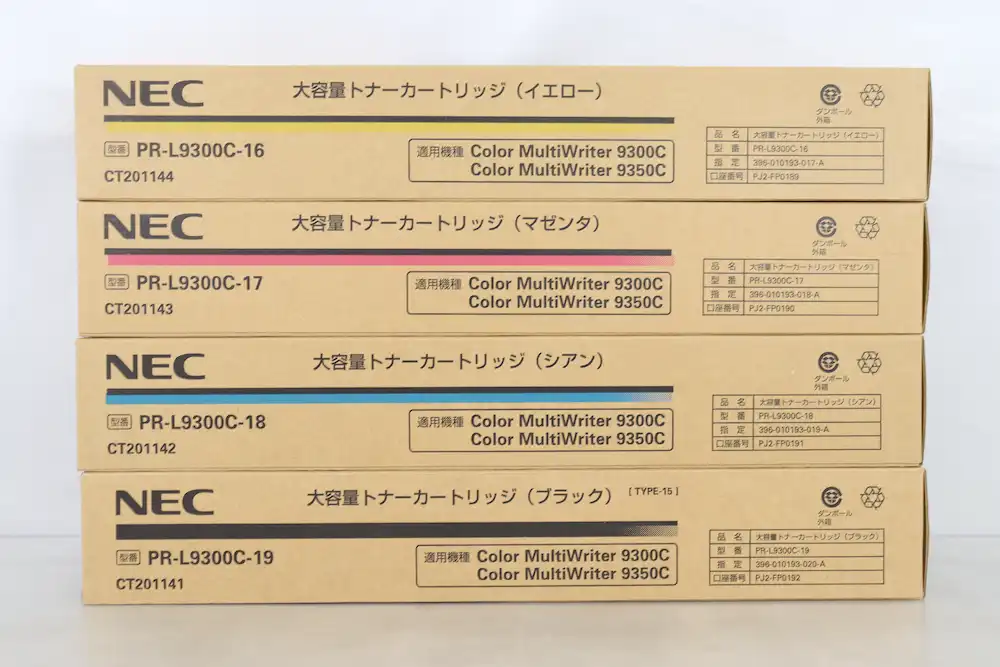 NEC
大容量トナーカートリッジ（イエロー）
ダンボール
外箱
型番 PR-L9300C-16
CT201144
適用機種 Color MultiWriter 9300C
Color MultiWriter 9350C
品 名 大容量トナーカートリッジ（イエロー）
型 番 PR-L9300C-16
指 定 396-010193-017-A
口座番号 PJ2-FP0189
NEC
大容量トナーカートリッジ（マゼンタ）
ダンボール
外箱
型番 PR-L9300C-17
CT201143
適用機種 Color MultiWriter 9300C
Color MultiWriter 9350C
品 名 大容量トナーカートリッジ（マゼンタ）
型 番 PR-L9300C-17
指 定 396-010193-018-A
口座番号 PJ2-FP0190
NEC
大容量トナーカートリッジ（シアン）
ダンボール
外箱
型番 PR-L9300C-18
CT201142
適用機種 Color MultiWriter 9300C
Color MultiWriter 9350C
品 名 大容量トナーカートリッジ（シアン）
型 番 PR-L9300C-18
指 定 396-010193-019-A
口座番号 PJ2-FP0191
NEC
大容量トナーカートリッジ（ブラック） [ TYPE-15 ]
ダンボール
外箱
型番 PR-L9300C-19
CT201141
適用機種 Color MultiWriter 9300C
Color MultiWriter 9350C
品 名 大容量トナーカートリッジ（ブラック）
型 番 PR-L9300C-19
指 定 396-010193-020-A
口座番号 PJ2-FP0192